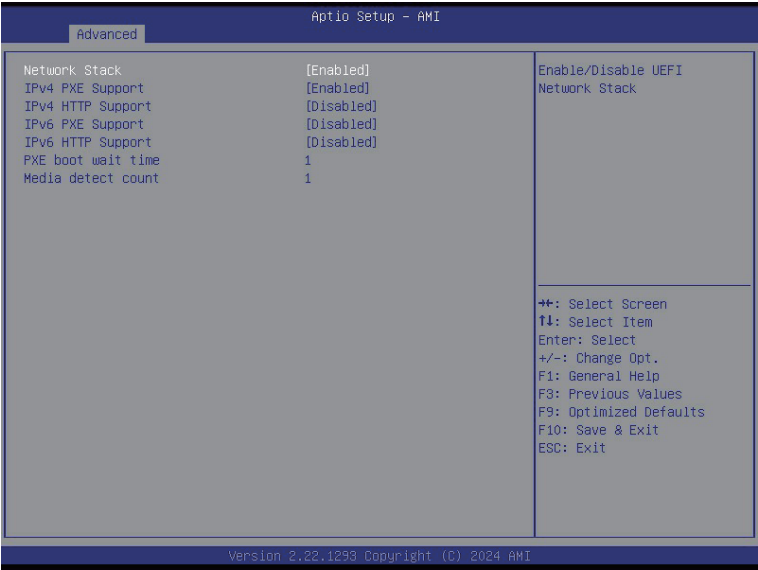 Aptio Setup – AMI
Advanced
Network Stack [Enabled]
IPv4 PXE Support [Enabled]
IPv4 HTTP Support [Disabled]
IPv6 PXE Support [Disabled]
IPv6 HTTP Support [Disabled]
PXE boot wait time 1
Media detect count 1
Enable/Disable UEFI
Network Stack
→←: Select Screen
↑↓: Select Item
Enter: Select
+/-: Change Opt.
F1: General Help
F3: Previous Values
F9: Optimized Defaults
F10: Save & Exit
ESC: Exit
Version 2.22.1293 Copyright (C) 2024 AMI